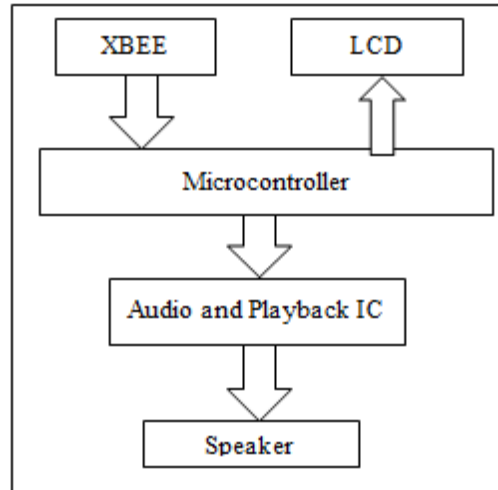 XBEE
LCD
Microcontroller
Audio and Playback IC
Speaker